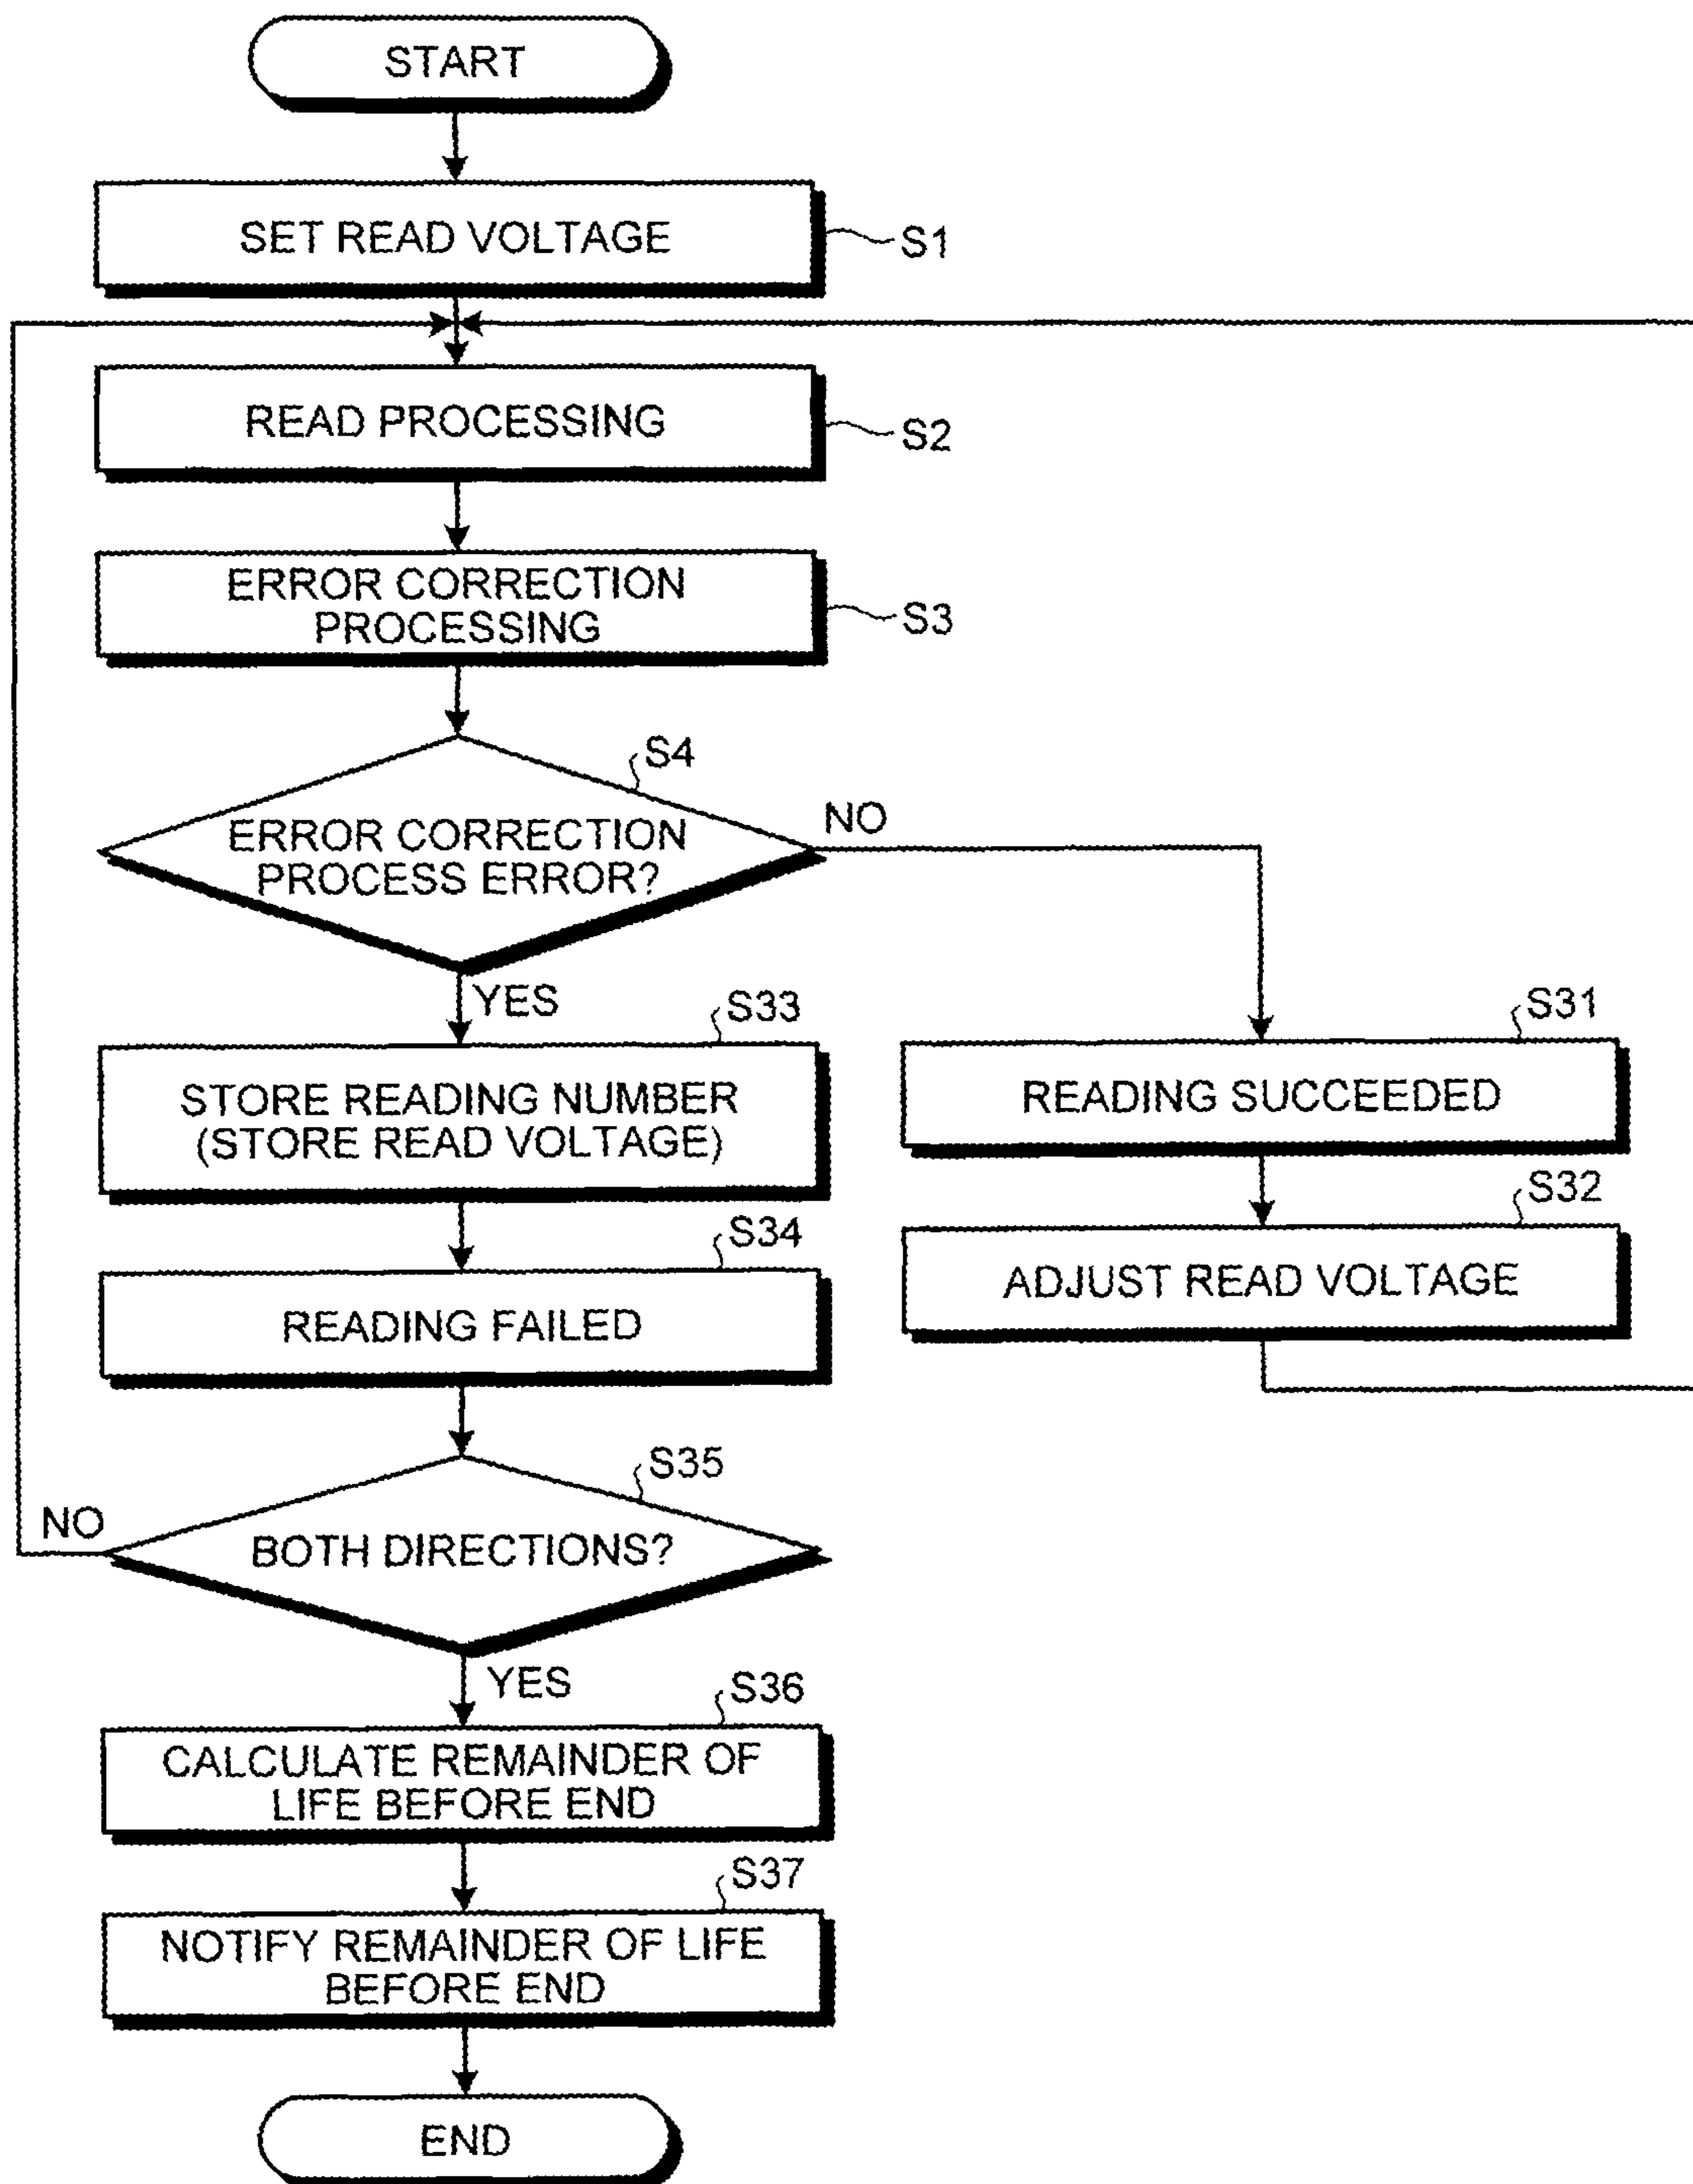 START
SET READ VOLTAGE
S1
READ PROCESSING
S2
ERROR CORRECTION
PROCESSING
S3
S4
ERROR CORRECTION
PROCESS ERROR?
NO
YES
S33
STORE READING NUMBER
(STORE READ VOLTAGE)
S31
READING SUCCEEDED
S34
READING FAILED
S32
ADJUST READ VOLTAGE
S35
BOTH DIRECTIONS?
NO
YES
S36
CALCULATE REMAINDER OF
LIFE BEFORE END
S37
NOTIFY REMAINDER OF LIFE
BEFORE END
END